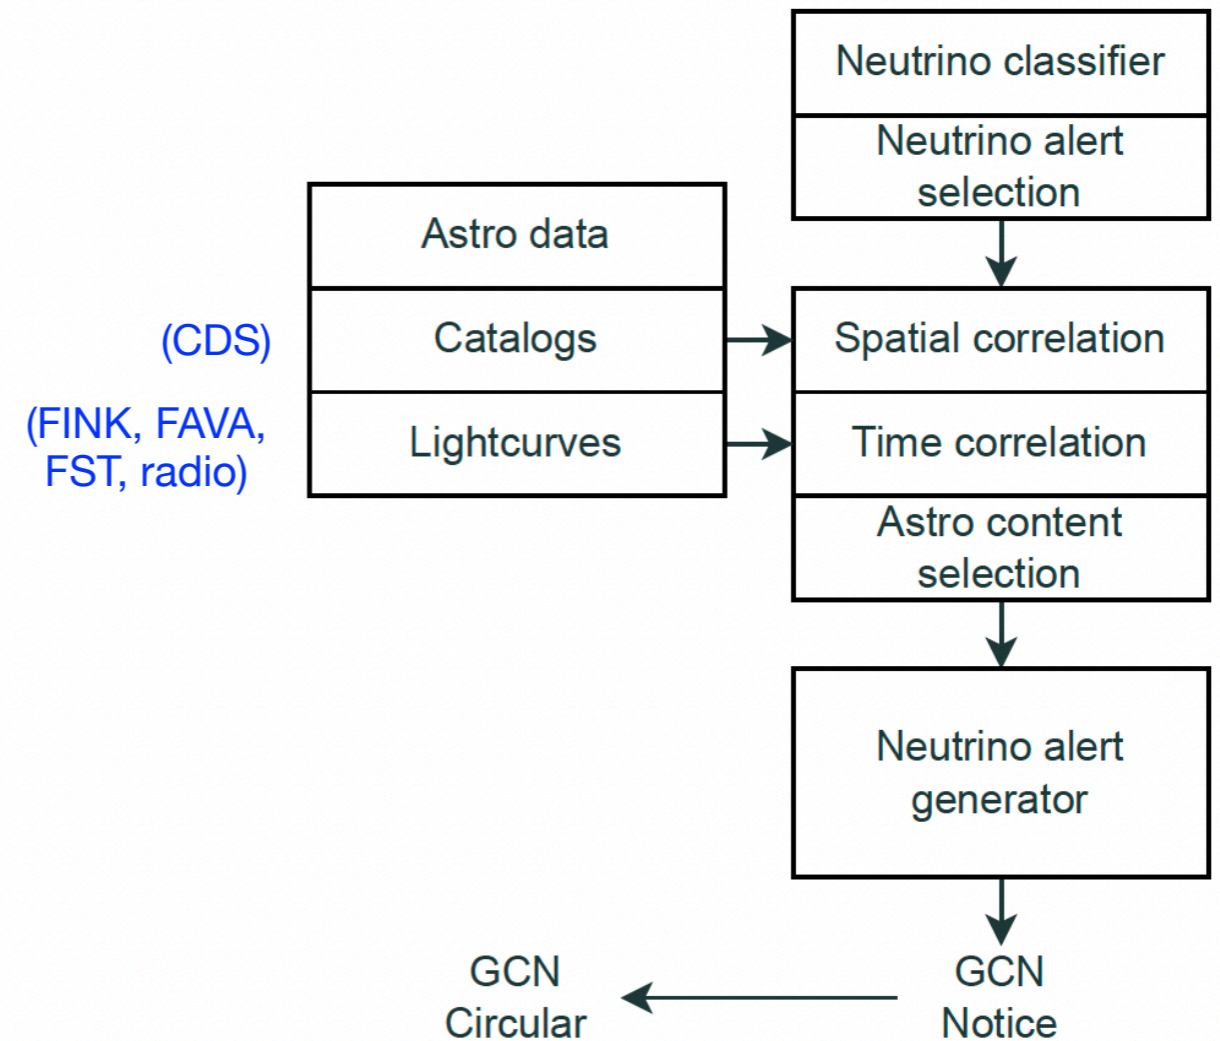 Neutrino classifier
Neutrino alert
selection
Astro data
(CDS)
Catalogs
Spatial correlation
(FINK, FAVA,
FST, radio)
Lightcurves
Time correlation
Astro content
selection
Neutrino alert
generator
GCN
Notice
GCN
Circular